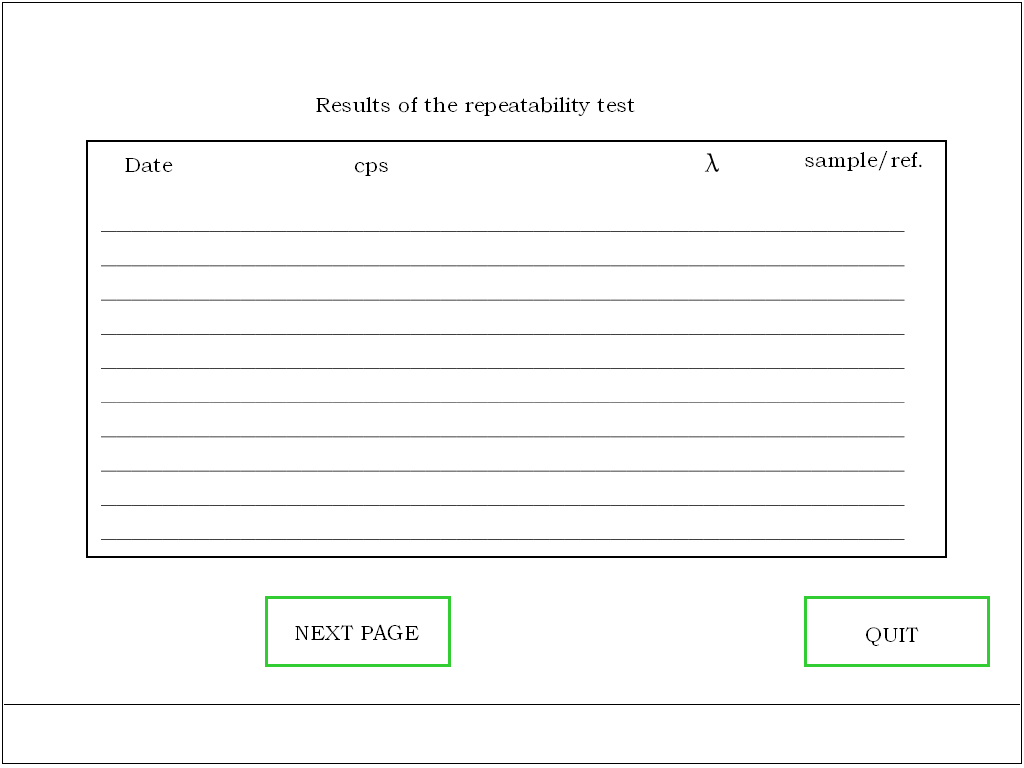 Results of the repeatability test
Date cps λ sample/ref.
NEXT PAGE QUIT